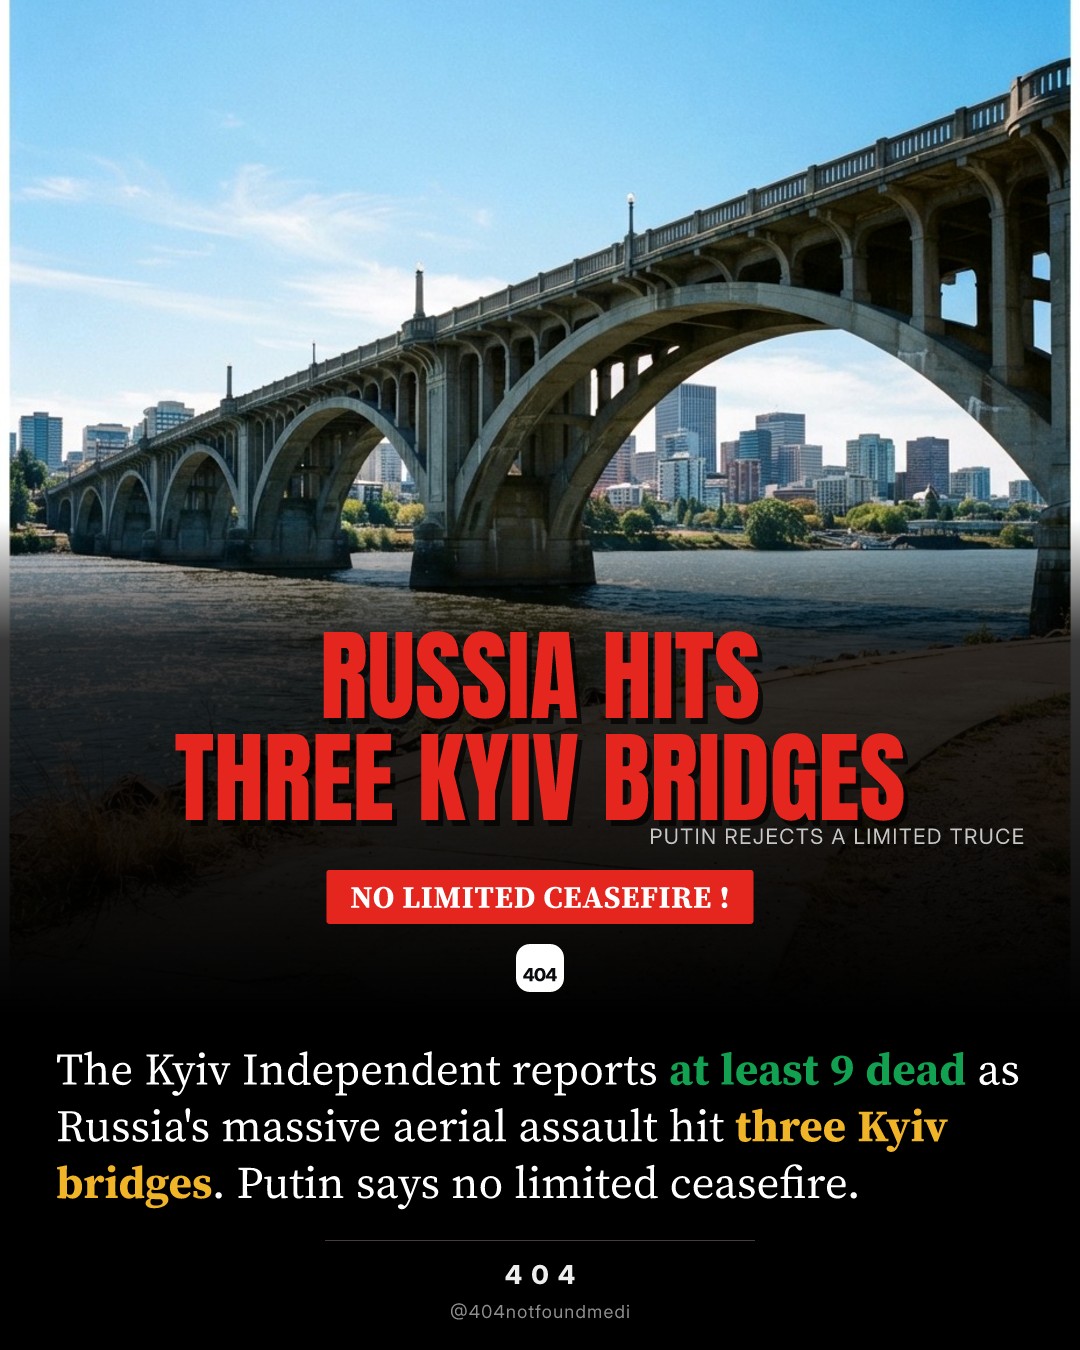 RUSSIA HITS
THREE KYIV BRIDGES
PUTIN REJECTS A LIMITED TRUCE
NO LIMITED CEASEFIRE !
404
The Kyiv Independent reports at least 9 dead as
Russia's massive aerial assault hit three Kyiv
bridges. Putin says no limited ceasefire.
404
@404notfoundmedi